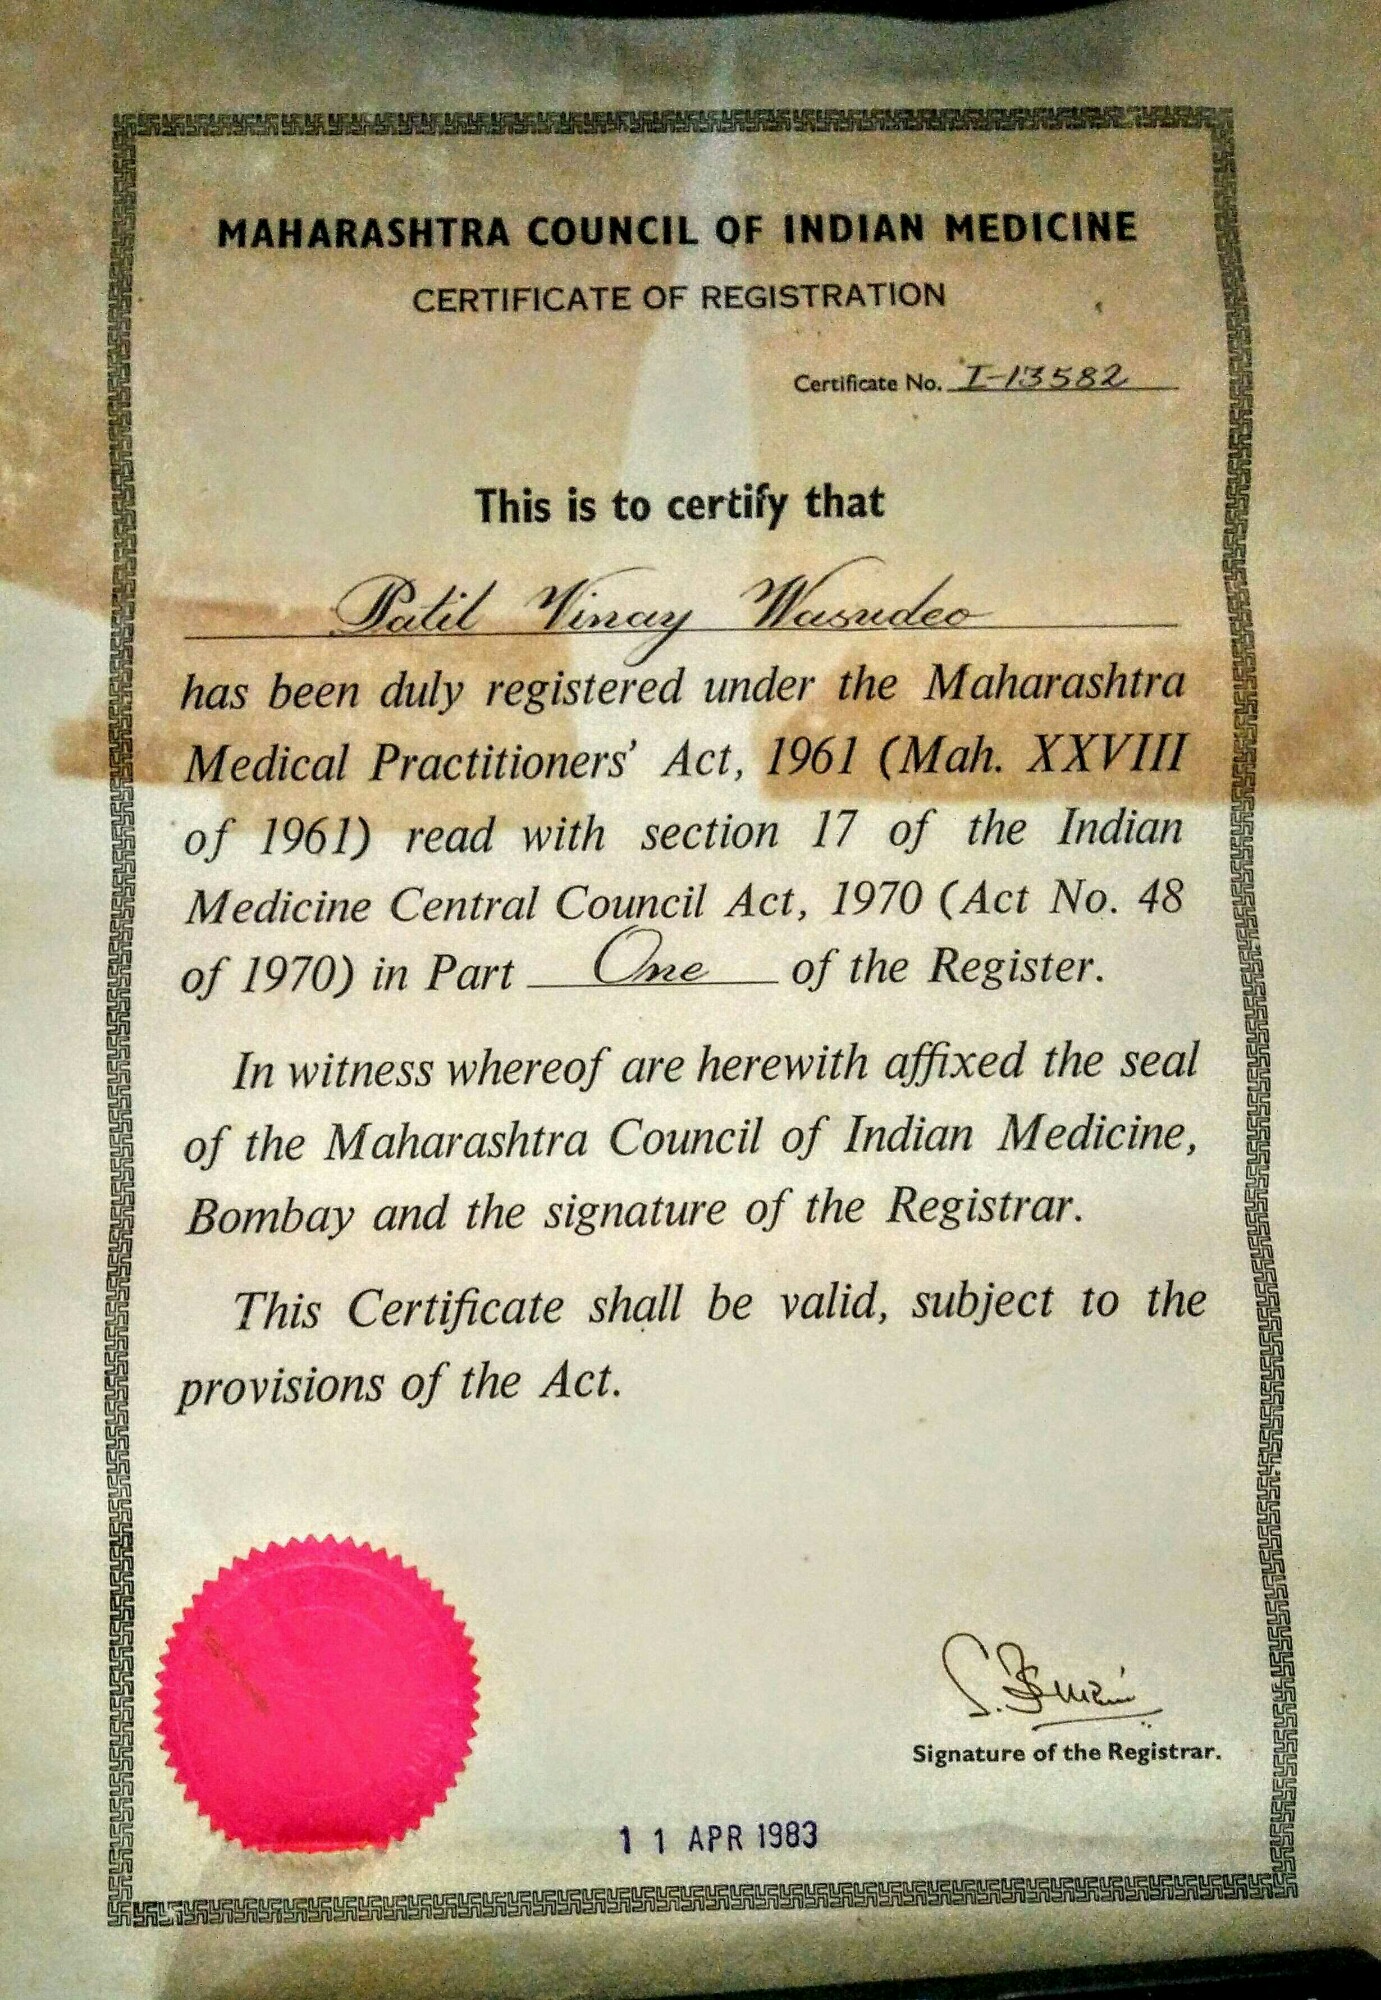 MAHARASHTRA COUNCIL OF INDIAN MEDICINE
CERTIFICATE OF REGISTRATION
Certificate No. I-13582
This is to certify that
Patil Vinay Wasudeo
has been duly registered under the Maharashtra
Medical Practitioners' Act, 1961 (Mah. XXVIII
of 1961) read with section 17 of the Indian
Medicine Central Council Act, 1970 (Act No. 48
of 1970) in Part One of the Register.
In witness whereof are herewith affixed the seal
of the Maharashtra Council of Indian Medicine,
Bombay and the signature of the Registrar.
This Certificate shall be valid, subject to the
provisions of the Act.
Signature of the Registrar.
11 APR 1983